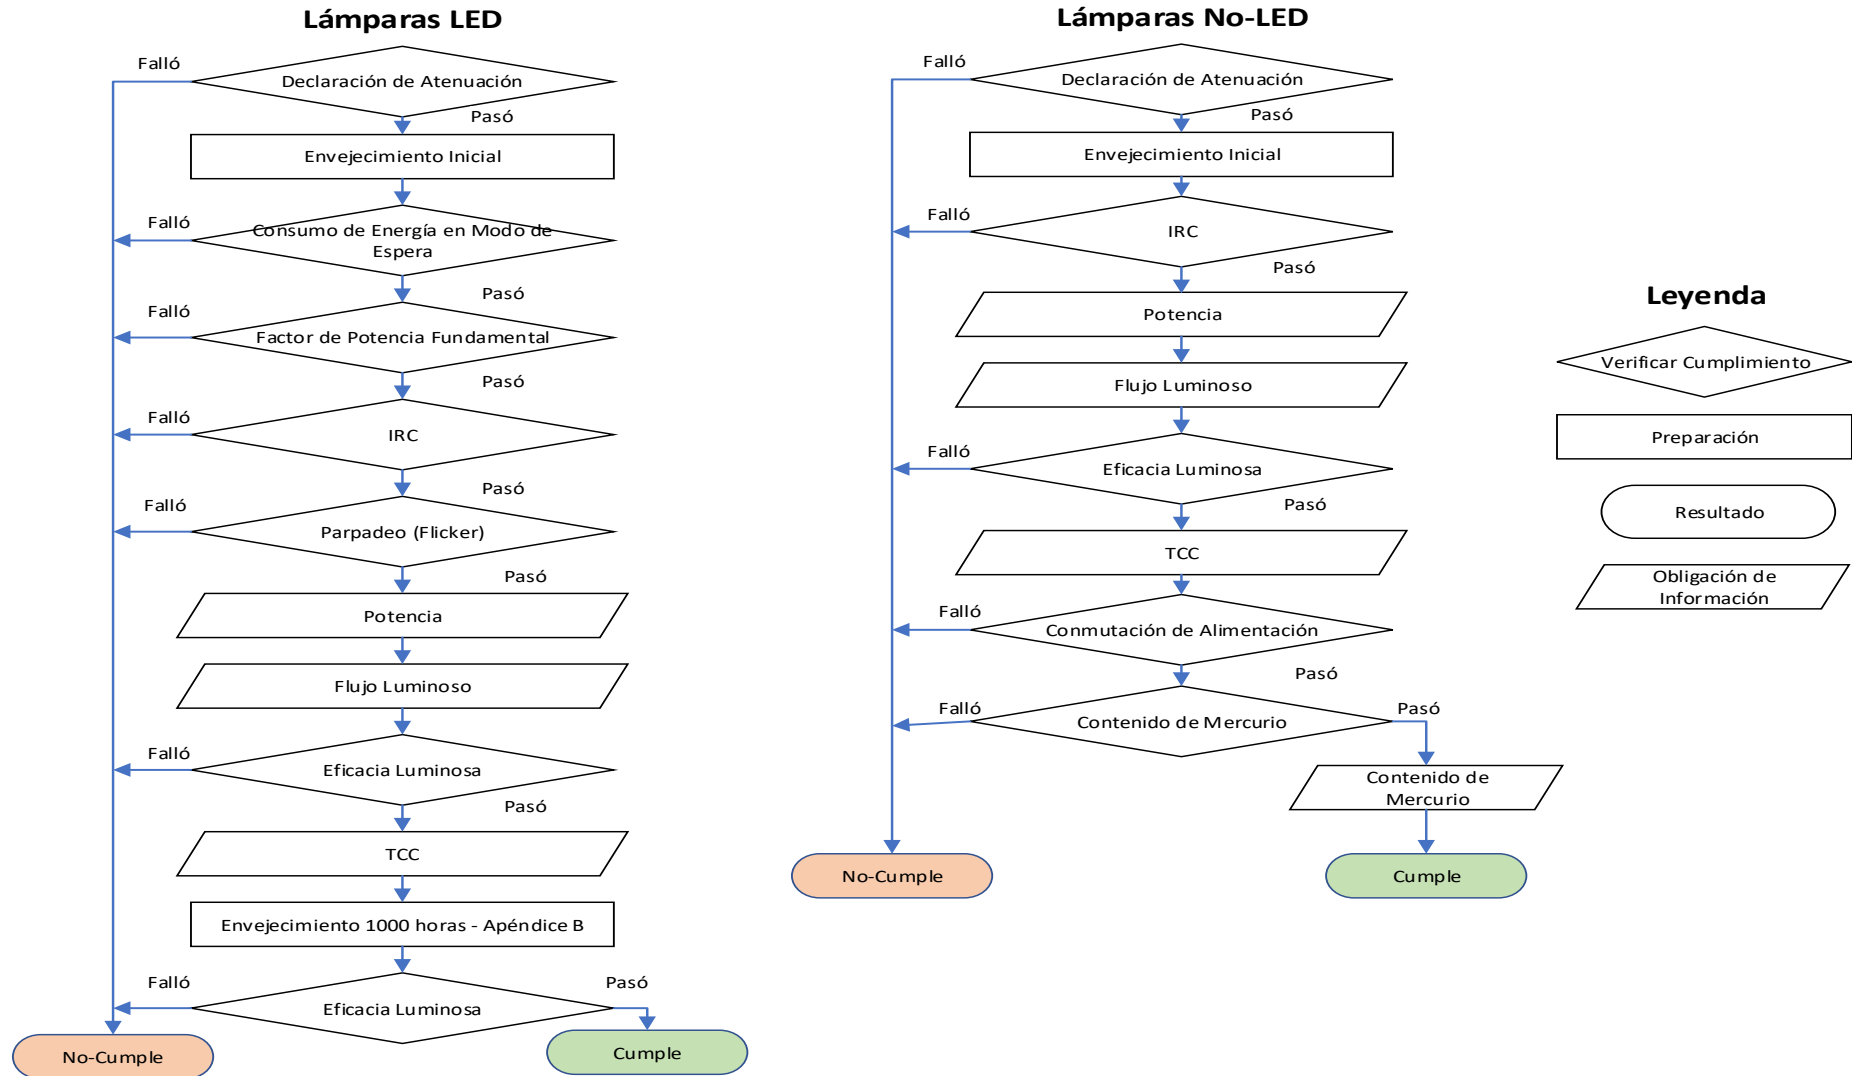 Lámparas LED
Falló
Declaración de Atenuación
Pasó
Envejecimiento Inicial
Falló
Consumo de Energía en Modo de
Espera
Pasó
Falló
Factor de Potencia Fundamental
Pasó
Falló
IRC
Pasó
Falló
Parpadeo (Flicker)
Pasó
Potencia
Flujo Luminoso
Falló
Eficacia Luminosa
Pasó
TCC
Envejecimiento 1000 horas - Apéndice B
Falló
Pasó
Eficacia Luminosa
No-Cumple
Cumple
Lámparas No-LED
Falló
Declaración de Atenuación
Pasó
Envejecimiento Inicial
Falló
IRC
Pasó
Potencia
Flujo Luminoso
Falló
Eficacia Luminosa
Pasó
TCC
Falló
Conmutación de Alimentación
Pasó
Falló
Contenido de Mercurio
Pasó
Contenido de
Mercurio
No-Cumple
Cumple
Leyenda
Verificar Cumplimiento
Preparación
Resultado
Obligación de
Información